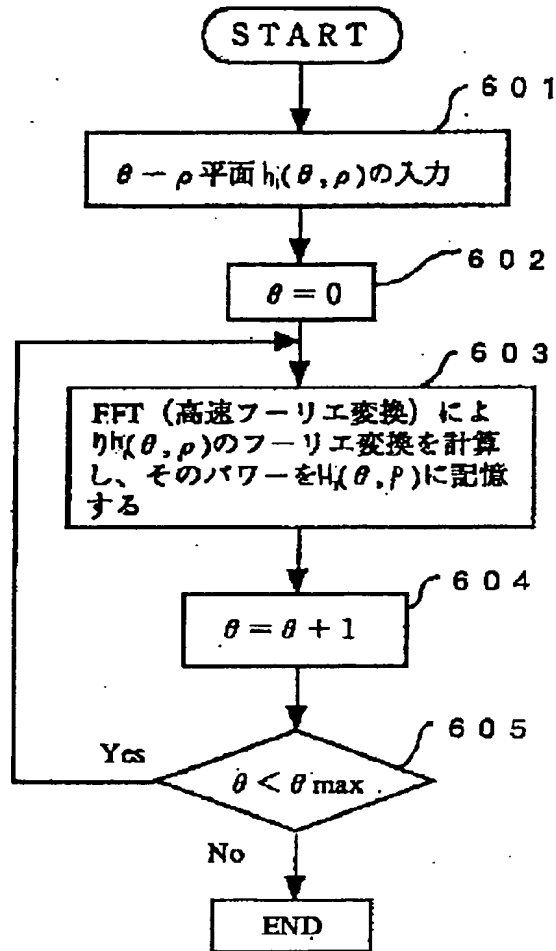 START
601
θ－ρ平面hi(θ,ρ)の入力
602
θ=0
603
FFT（高速フーリエ変換）によ
りhi(θ,ρ)のフーリエ変換を計算
し、そのパワーをHi(θ,P)に記憶
する
604
θ=θ+1
605
Yes
θ<θmax
No
END